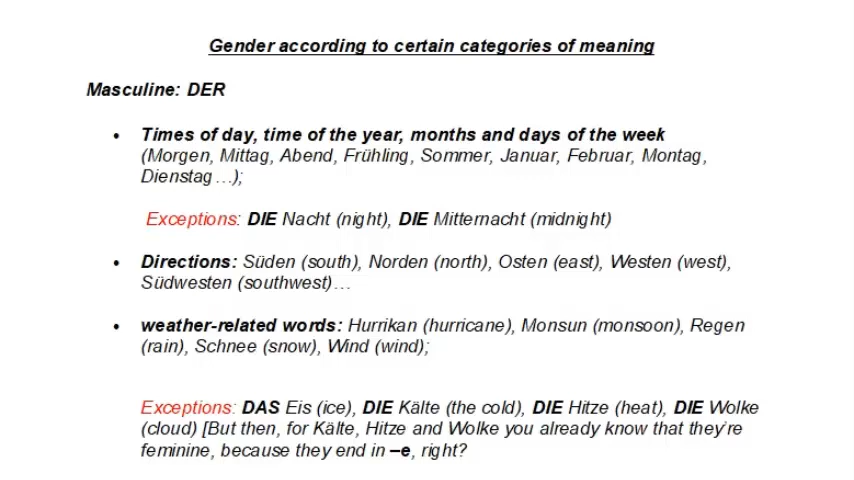 Gender according to certain categories of meaning
Masculine: DER
• Times of day, time of the year, months and days of the week
(Morgen, Mittag, Abend, Frühling, Sommer, Januar, Februar, Montag,
Dienstag…);
Exceptions: DIE Nacht (night), DIE Mitternacht (midnight)
• Directions: Süden (south), Norden (north), Osten (east), Westen (west),
Südwesten (southwest)…
• weather-related words: Hurrikan (hurricane), Monsun (monsoon), Regen
(rain), Schnee (snow), Wind (wind);
Exceptions: DAS Eis (ice), DIE Kälte (the cold), DIE Hitze (heat), DIE Wolke
(cloud) [But then, for Kälte, Hitze and Wolke you already know that they’re
feminine, because they end in –e, right?